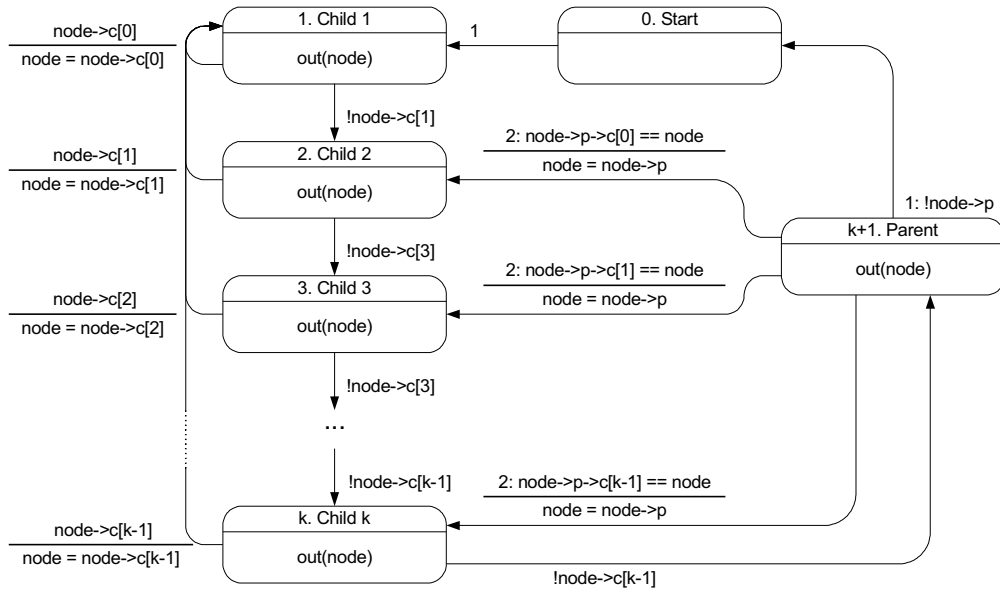 node->c[0]
node = node->c[0]
1. Child 1
out(node)
1
0. Start
!node->c[1]
node->c[1]
node = node->c[1]
2. Child 2
out(node)
2: node->p->c[0] == node
node = node->p
1: !node->p
k+1. Parent
out(node)
!node->c[3]
node->c[2]
node = node->c[2]
3. Child 3
out(node)
2: node->p->c[1] == node
node = node->p
!node->c[3]
...
!node->c[k-1]
node->c[k-1]
node = node->c[k-1]
k. Child k
out(node)
2: node->p->c[k-1] == node
node = node->p
!node->c[k-1]